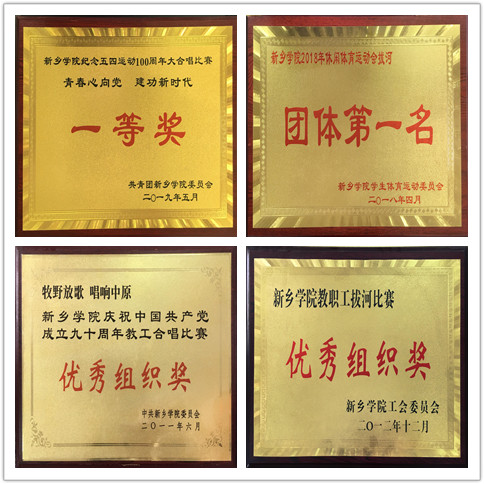 新乡学院纪念五四运动100周年大合唱比赛
青春心向党 建功新时代
一等奖
共青团新乡学院委员会
二〇一九年五月
新乡学院2018年休闲体育运动会拔河
团体第一名
新乡学院学生体育运动委员会
二〇一八年四月
牧野放歌 唱响中原
新乡学院庆祝中国共产党
成立九十周年教工合唱比赛
优秀组织奖
中共新乡学院委员会
二〇一一年六月
新乡学院教职工拔河比赛
优秀组织奖
新乡学院工会委员会
二〇一二年十二月